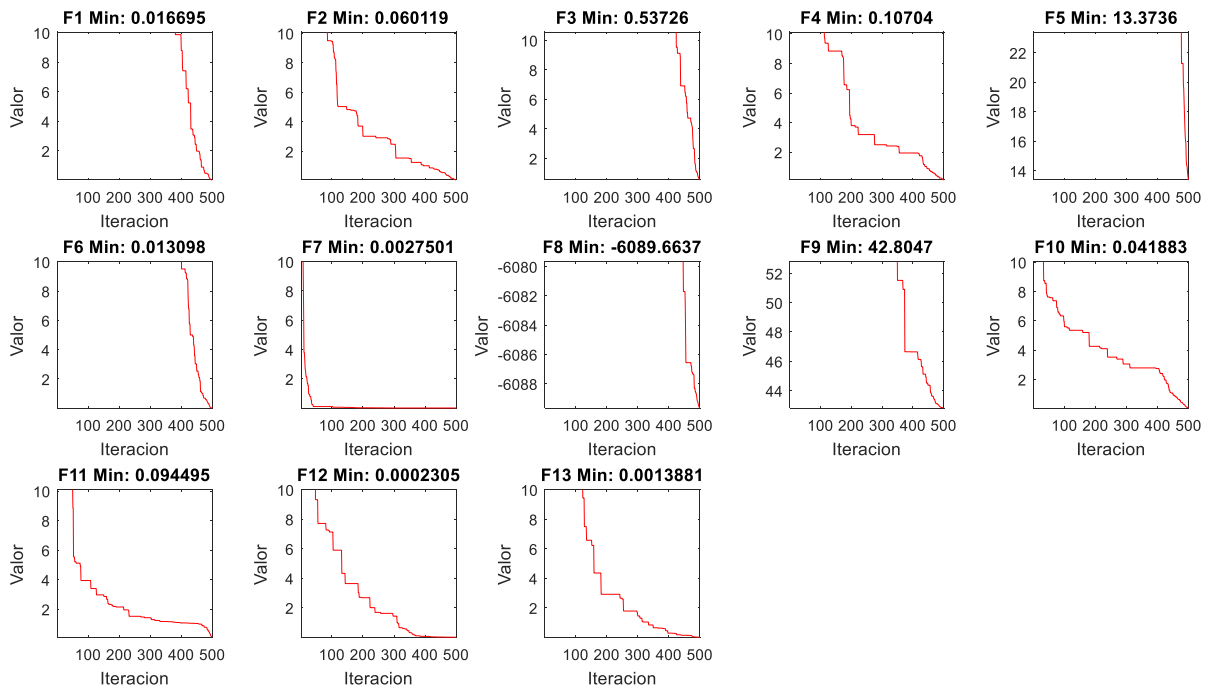 F1 Min: 0.016695
10
8
6
4
2
Valor
100 200 300 400 500
Iteracion
F2 Min: 0.060119
10
8
6
4
2
Valor
100 200 300 400 500
Iteracion
F3 Min: 0.53726
10
8
6
4
2
Valor
100 200 300 400 500
Iteracion
F4 Min: 0.10704
10
8
6
4
2
Valor
100 200 300 400 500
Iteracion
F5 Min: 13.3736
22
20
18
16
14
Valor
100 200 300 400 500
Iteracion
F6 Min: 0.013098
10
8
6
4
2
Valor
100 200 300 400 500
Iteracion
F7 Min: 0.0027501
10
8
6
4
2
Valor
100 200 300 400 500
Iteracion
F8 Min: -6089.6637
-6080
-6082
-6084
-6086
-6088
Valor
100 200 300 400 500
Iteracion
F9 Min: 42.8047
52
50
48
46
44
Valor
100 200 300 400 500
Iteracion
F10 Min: 0.041883
10
8
6
4
2
Valor
100 200 300 400 500
Iteracion
F11 Min: 0.094495
10
8
6
4
2
Valor
100 200 300 400 500
Iteracion
F12 Min: 0.0002305
10
8
6
4
2
Valor
100 200 300 400 500
Iteracion
F13 Min: 0.0013881
10
8
6
4
2
Valor
100 200 300 400 500
Iteracion